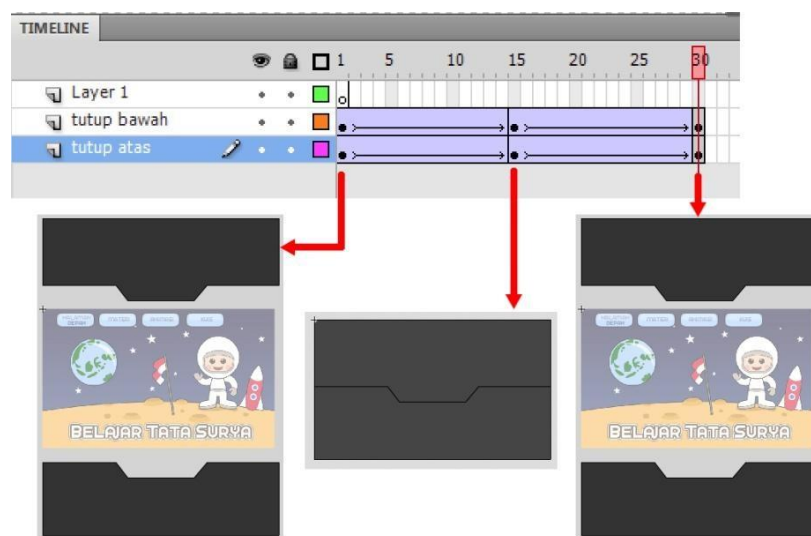 TIMELINE
1 5 10 15 20 25 30
Layer 1
tutup bawah
tutup atas
MATERI
BELAJAR TATA SURYA
MATERI
BELAJAR TATA SURYA